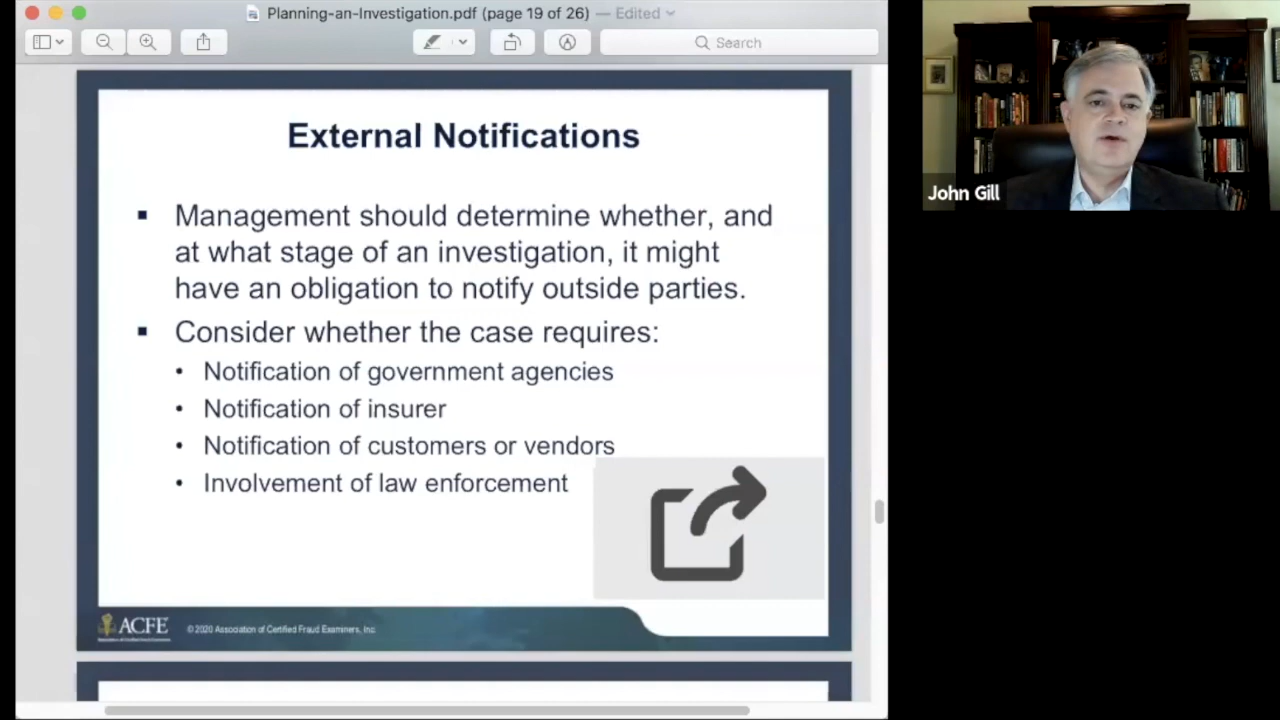 Planning-an-Investigation.pdf (page 19 of 26) — Edited
Search
External Notifications
Management should determine whether, and
at what stage of an investigation, it might
have an obligation to notify outside parties.
Consider whether the case requires:
• Notification of government agencies
• Notification of insurer
• Notification of customers or vendors
• Involvement of law enforcement
ACFE
©2020 Association of Certified Fraud Examiners, Inc.
John Gill